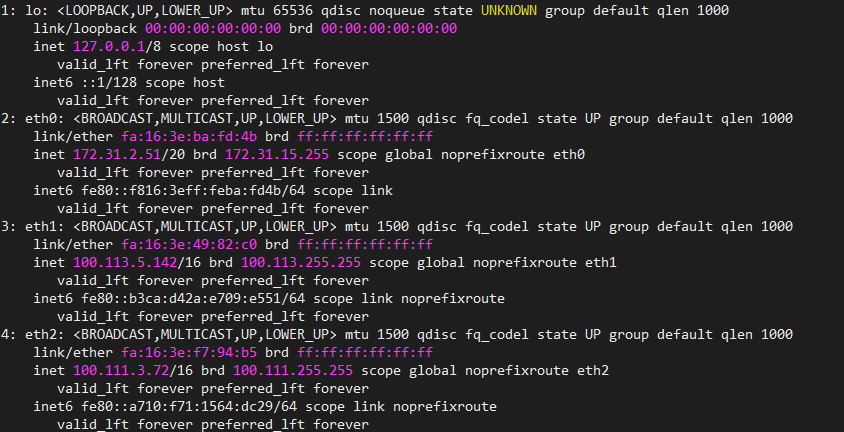 1: lo: <LOOPBACK,UP,LOWER_UP> mtu 65536 qdisc noqueue state UNKNOWN group default qlen 1000
link/loopback 00:00:00:00:00:00 brd 00:00:00:00:00:00
inet 127.0.0.1/8 scope host lo
valid_lft forever preferred_lft forever
inet6 ::1/128 scope host
valid_lft forever preferred_lft forever
2: eth0: <BROADCAST,MULTICAST,UP,LOWER_UP> mtu 1500 qdisc fq_codel state UP group default qlen 1000
link/ether fa:16:3e:ba:fd:4b brd ff:ff:ff:ff:ff:ff
inet 172.31.2.51/20 brd 172.31.15.255 scope global noprefixroute eth0
valid_lft forever preferred_lft forever
inet6 fe80::f816:3eff:feba:fd4b/64 scope link
valid_lft forever preferred_lft forever
3: eth1: <BROADCAST,MULTICAST,UP,LOWER_UP> mtu 1500 qdisc fq_codel state UP group default qlen 1000
link/ether fa:16:3e:49:82:c0 brd ff:ff:ff:ff:ff:ff
inet 100.113.5.142/16 brd 100.113.255.255 scope global noprefixroute eth1
valid_lft forever preferred_lft forever
inet6 fe80::b3ca:d42a:e709:e551/64 scope link noprefixroute
valid_lft forever preferred_lft forever
4: eth2: <BROADCAST,MULTICAST,UP,LOWER_UP> mtu 1500 qdisc fq_codel state UP group default qlen 1000
link/ether fa:16:3e:f7:94:b5 brd ff:ff:ff:ff:ff:ff
inet 100.111.3.72/16 brd 100.111.255.255 scope global noprefixroute eth2
valid_lft forever preferred_lft forever
inet6 fe80::a710:f71:1564:dc29/64 scope link noprefixroute
valid_lft forever preferred_lft forever